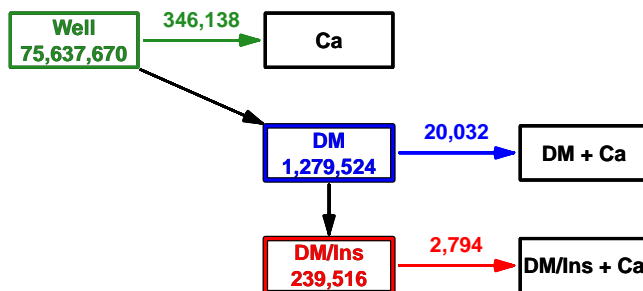 Well
75,637,670
346,138
Ca
DM
1,279,524
20,032
DM + Ca
DM/Ins
239,516
2,794
DM/Ins + Ca